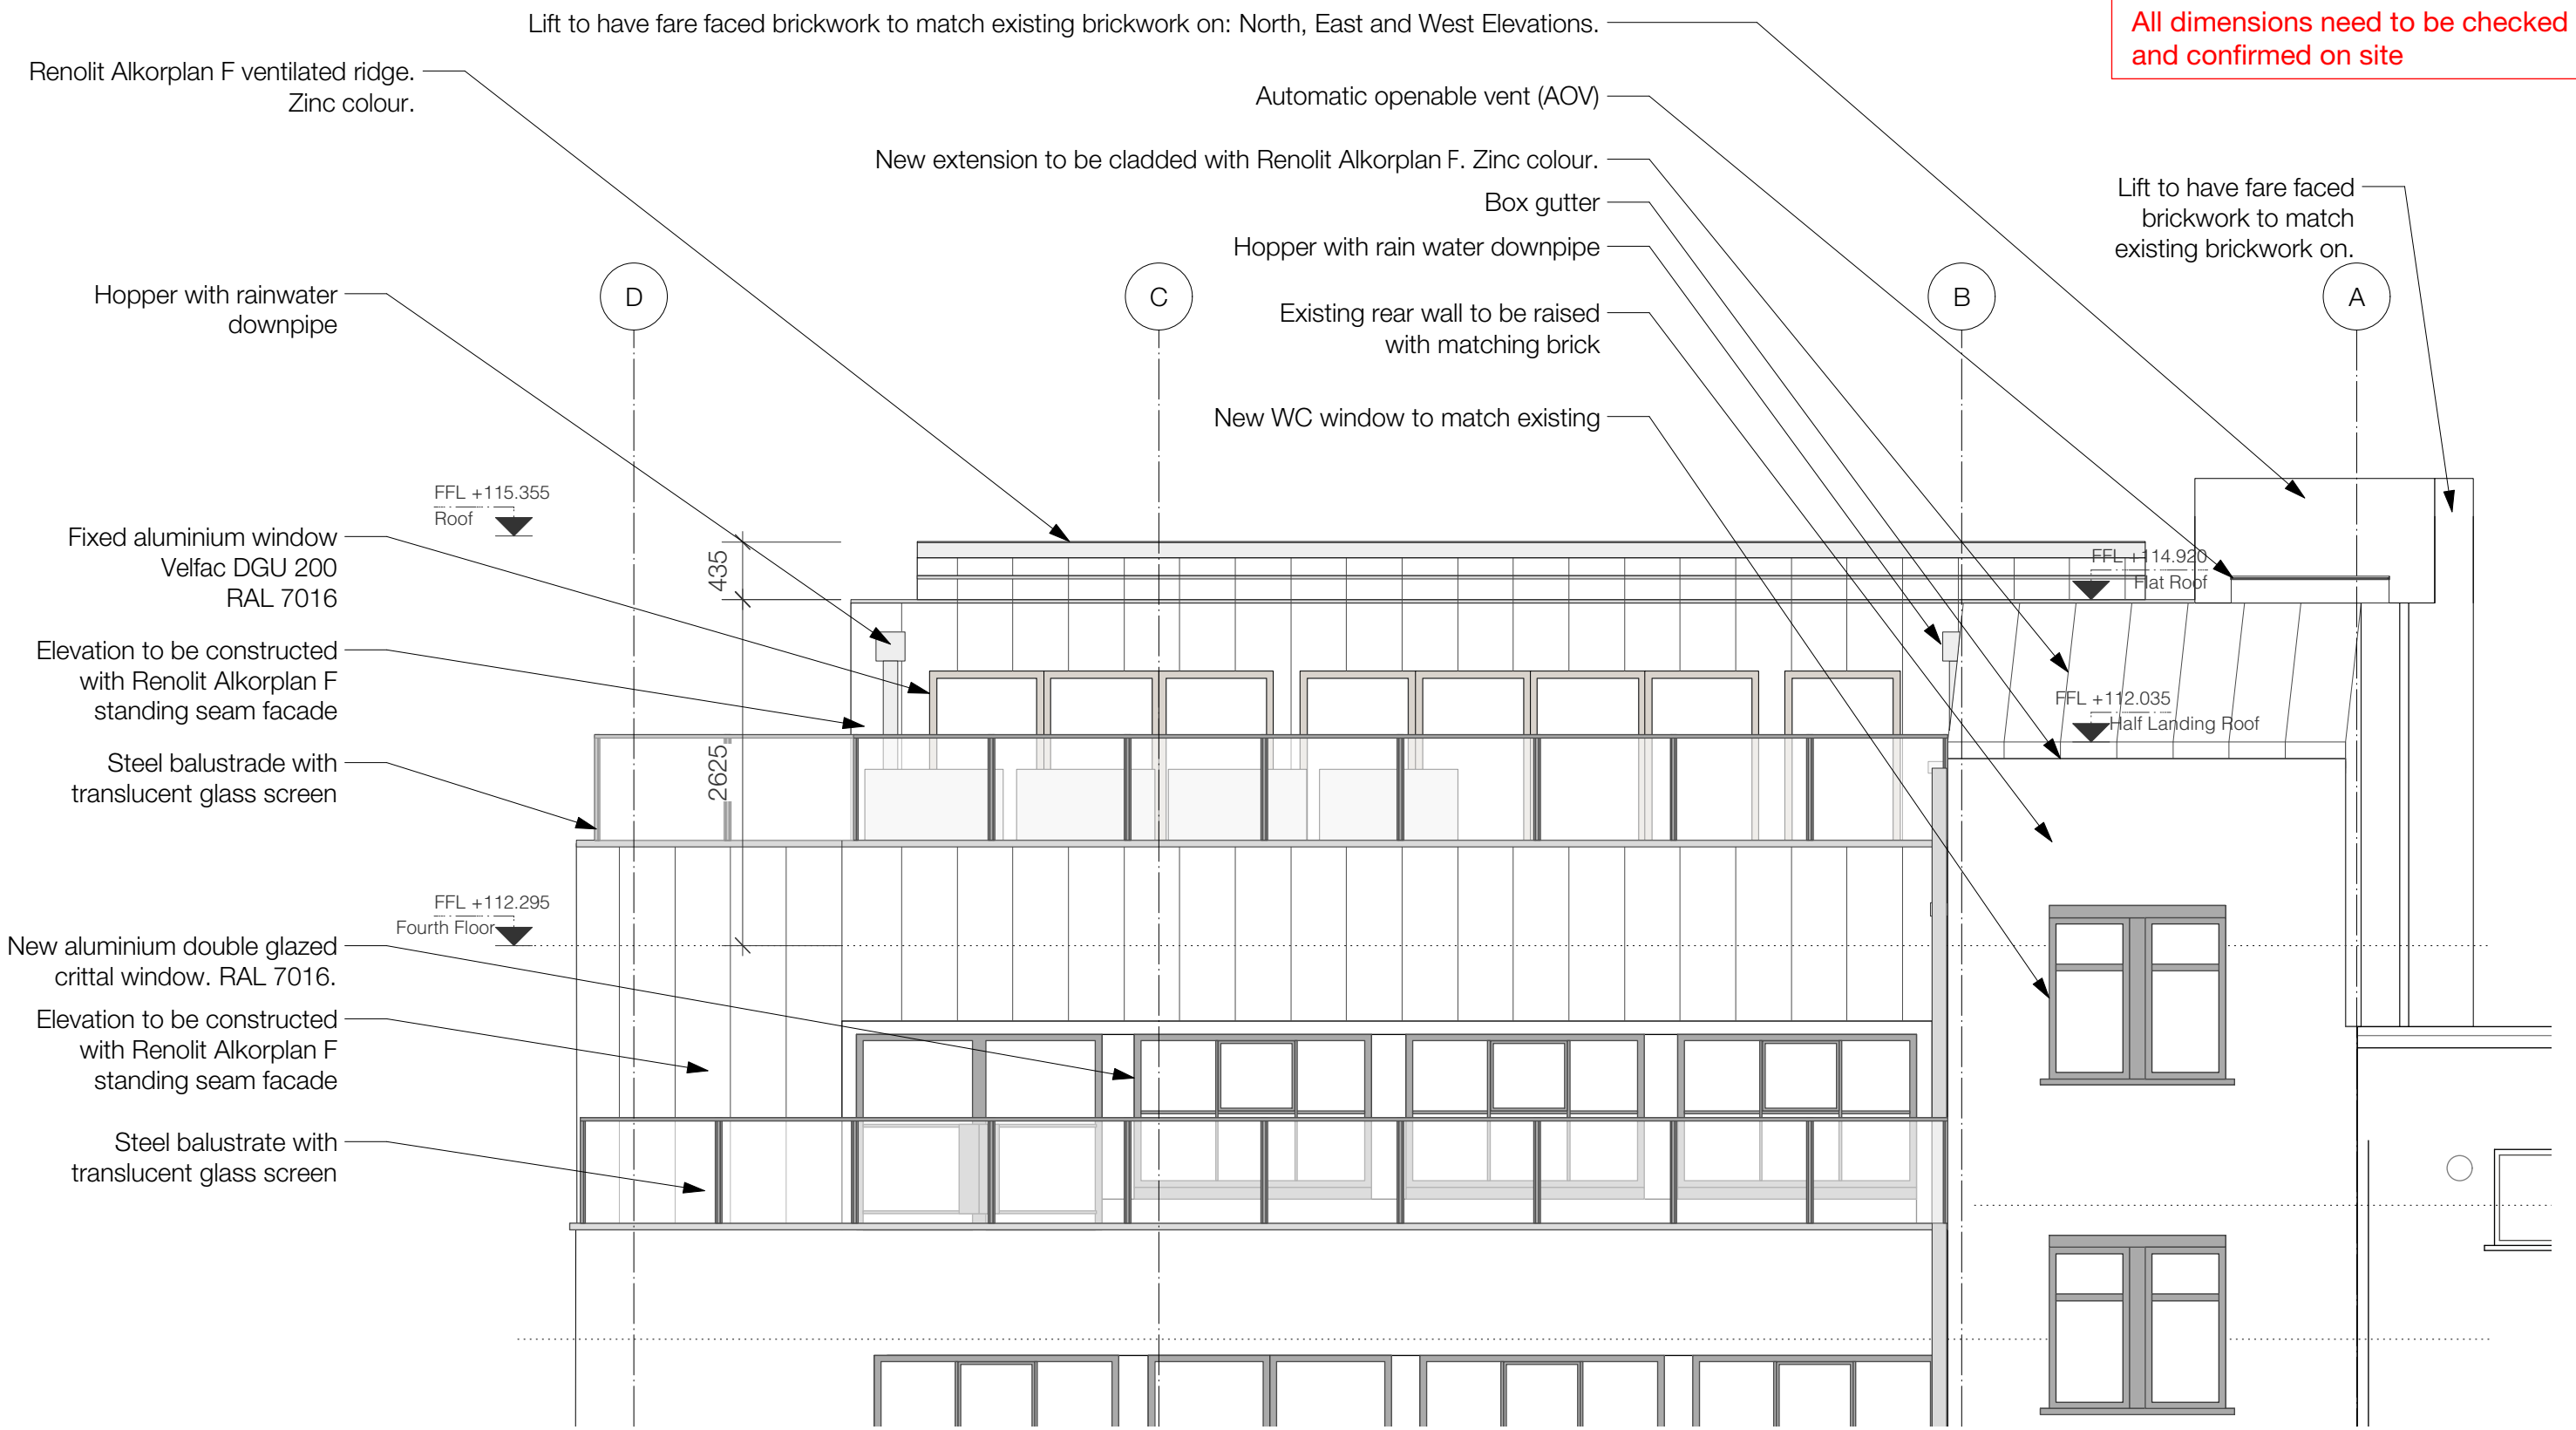 Lift to have fare faced brickwork to match existing brickwork on: North, East and West Elevations.
All dimensions need to be checked
and confirmed on site
Renolit Alkorplan F ventilated ridge.
Zinc colour.
Automatic openable vent (AOV)
New extension to be cladded with Renolit Alkorplan F. Zinc colour.
Box gutter
Hopper with rain water downpipe
Lift to have fare faced
brickwork to match
existing brickwork on.
Hopper with rainwater
downpipe
D
C
B
A
Existing rear wall to be raised
with matching brick
New WC window to match existing
FFL +115.355
Roof
Fixed aluminium window
Velfac DGU 200
RAL 7016
435
FFL +114.920
Flat Roof
Elevation to be constructed
with Renolit Alkorplan F
standing seam facade
FFL +112.035
Half Landing Roof
Steel balustrade with
translucent glass screen
2625
FFL +112.295
Fourth Floor
New aluminium double glazed
crittal window. RAL 7016.
Elevation to be constructed
with Renolit Alkorplan F
standing seam facade
Steel balustrate with
translucent glass screen